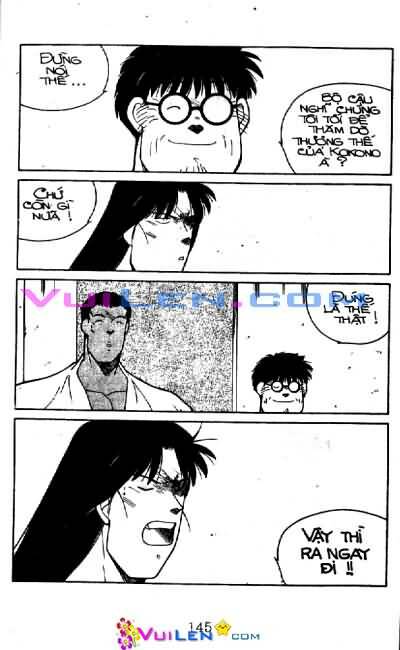 ĐỪNG
NÓI
THẾ...
BỘ CẬU
NGHĨ CHÚNG
TÔI TỚI ĐỂ
THĂM DÒ
THƯƠNG THẾ
CỦA KOKONO
À ?
CHỨ
CÒN GÌ
NỮA !
ĐÚNG
LÀ THẾ
THẬT !
VuiLen.com
VẬY THÌ
RA NGAY
ĐI !!
145
VuiLen.com